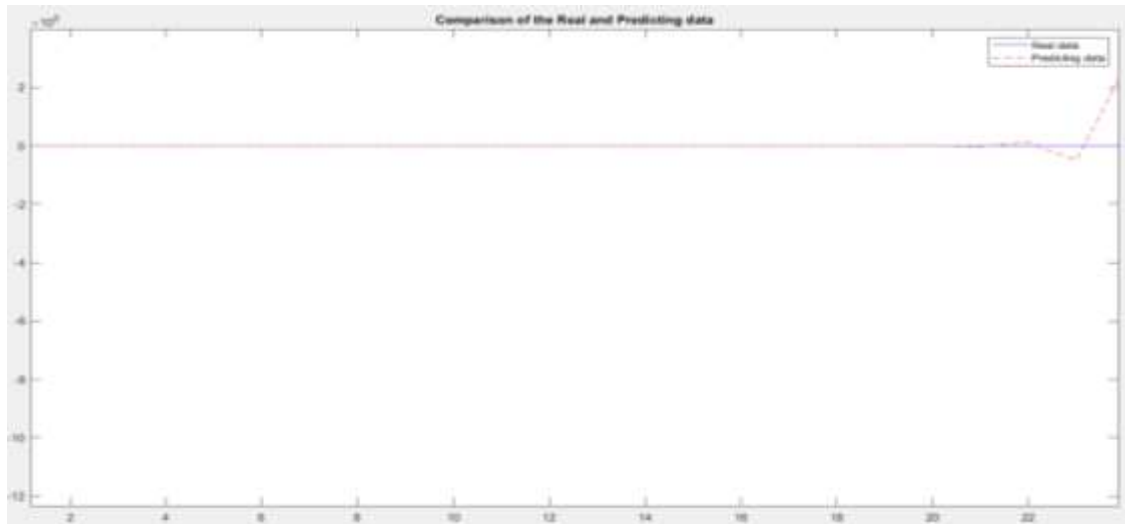 Comparison of the Real and Predicting data
Real data
Predicting data
2
0
-2
-4
-6
-8
-10
-12
2 4 6 8 10 12 14 16 18 20 22